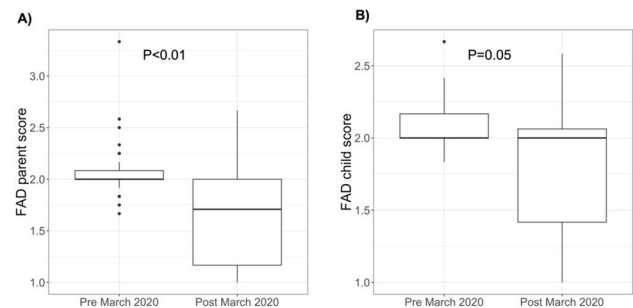 A)
P<0.01
FAD parent score
3.0
2.5
2.0
1.5
1.0
Pre March 2020 Post March 2020
B)
P=0.05
FAD child score
2.5
2.0
1.5
1.0
Pre March 2020 Post March 2020